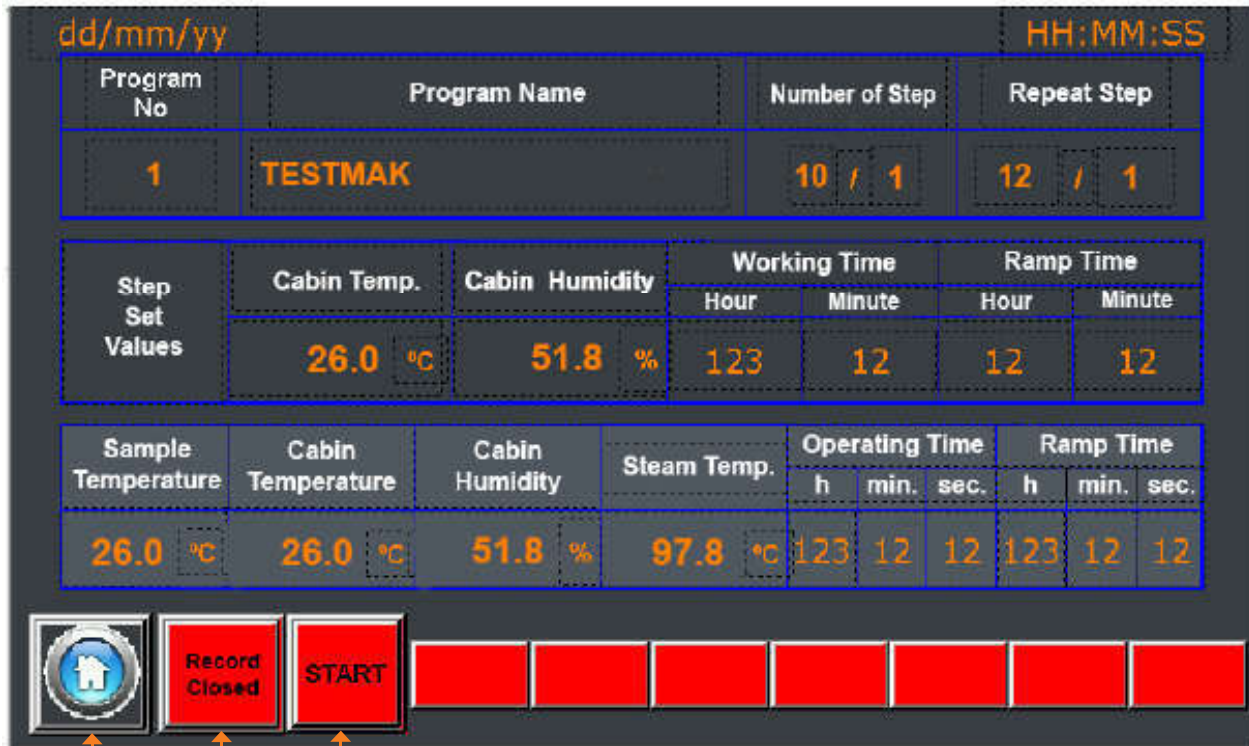 dd/mm/yy HH:MM:SS
Program No Program Name Number of Step Repeat Step
1 TESTMAK 10 / 1 12 / 1
Step Set Values Cabin Temp. Cabin Humidity Working Time Ramp Time
Hour Minute Hour Minute
26.0 ºC 51.8 % 123 12 12 12
Sample Temperature Cabin Temperature Cabin Humidity Steam Temp. Operating Time Ramp Time
h min. sec. h min. sec.
26.0 ºC 26.0 ºC 51.8 % 97.8 ºC 123 12 12 123 12 12
Record Closed START